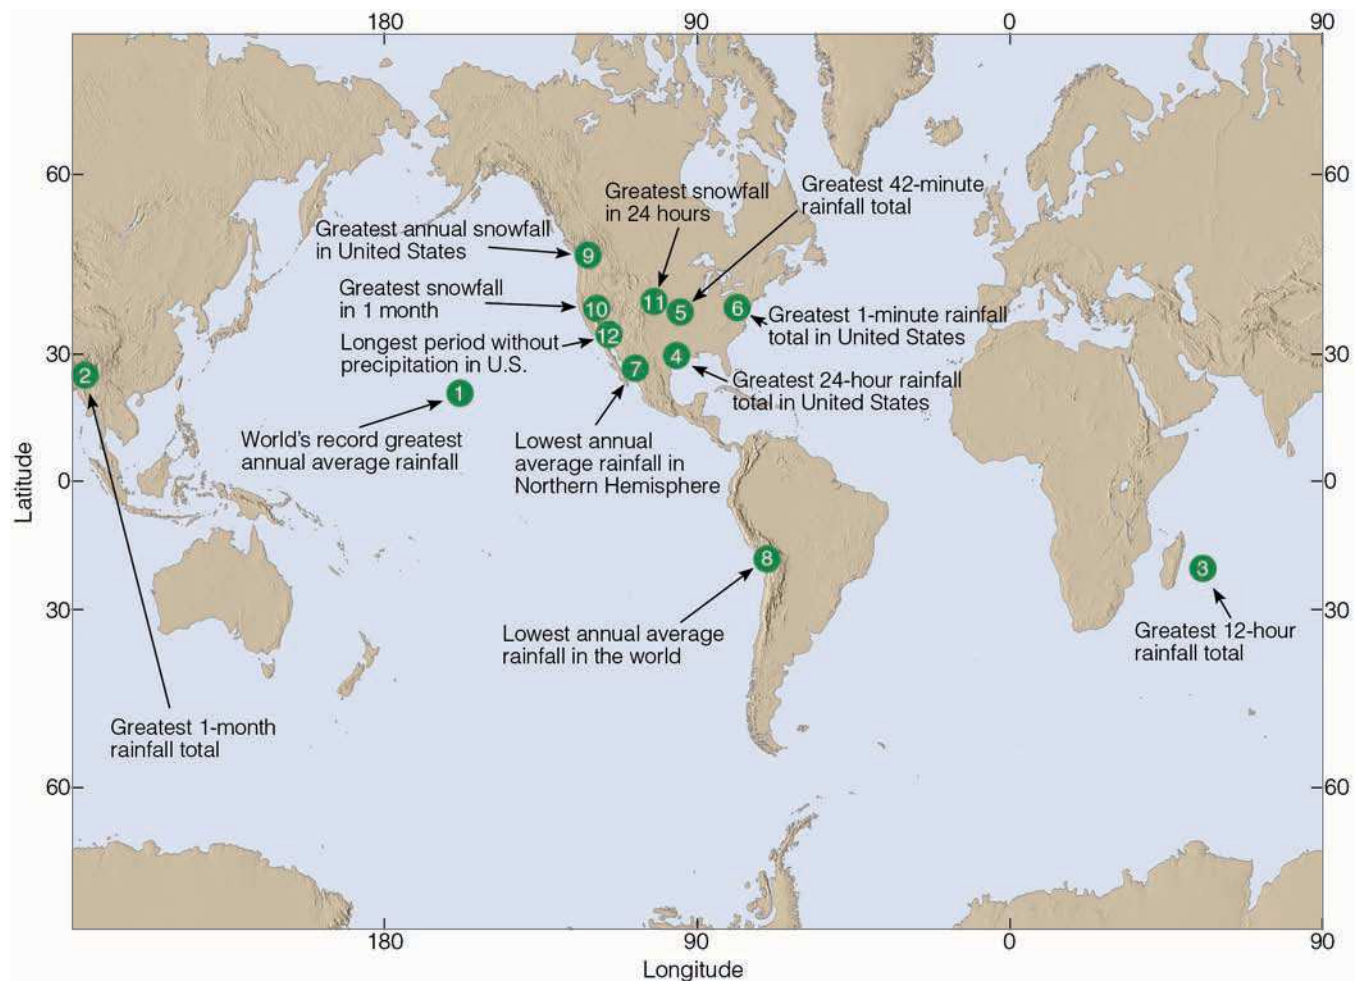 180
90
0
90
60
60
Greatest snowfall
in 24 hours
Greatest 42-minute
rainfall total
Greatest annual snowfall
in United States
9
Greatest snowfall
in 1 month
10
11
5
6
Greatest 1-minute rainfall
total in United States
Longest period without
precipitation in U.S.
12
30
30
2
7
4
Greatest 24-hour rainfall
total in United States
1
World's record greatest
annual average rainfall
Lowest annual
average rainfall in
Northern Hemisphere
Latitude
0
0
8
3
30
30
Lowest annual average
rainfall in the world
Greatest 12-hour
rainfall total
Greatest 1-month
rainfall total
60
60
180
90
0
90
Longitude